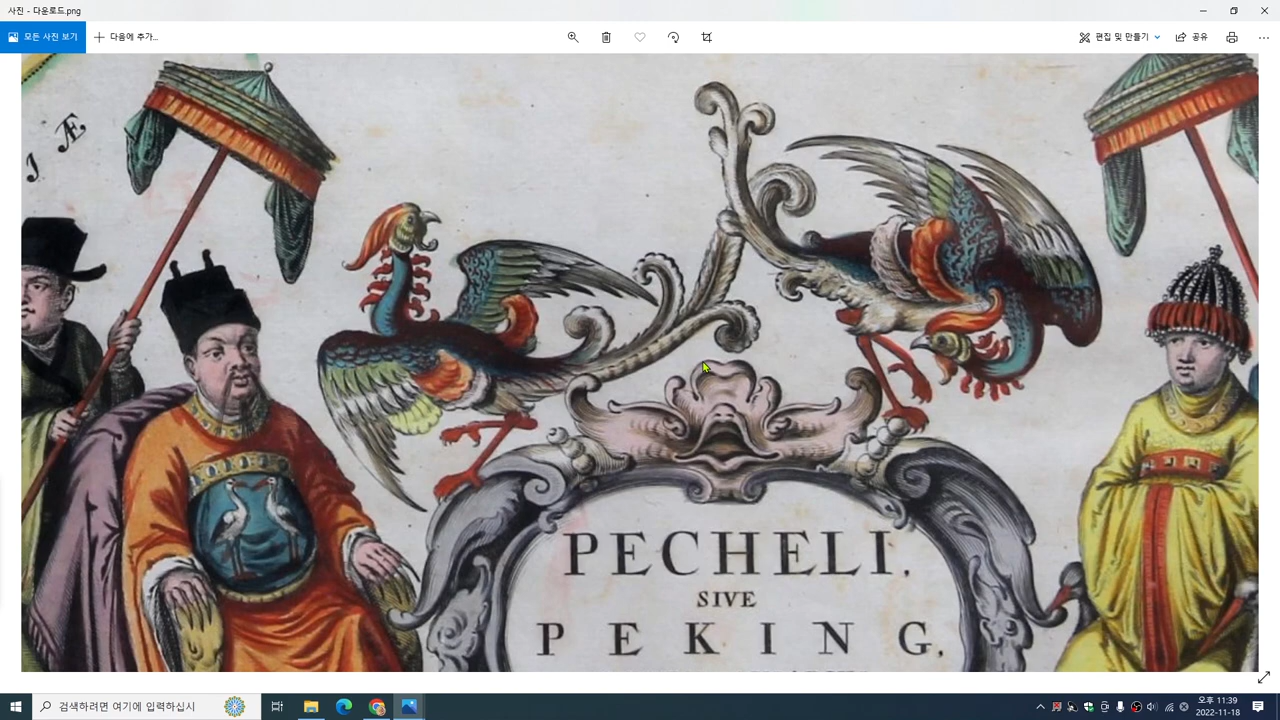 사진 - 다운로드.png
모든 사진 보기
다음에 추가...
편집 및 만들기
공유
J Æ
PECHELI.
SIVE
PEKING,
검색하려면 여기에 입력하십시
오후 11:39
2022-11-18